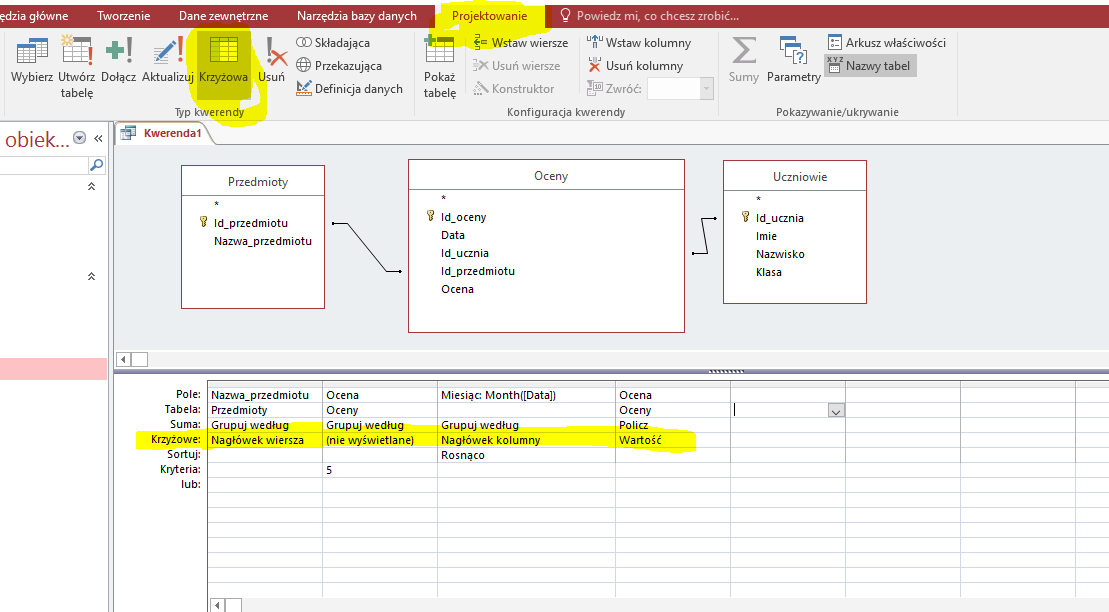 ędzia główne Tworzenie Dane zewnętrzne Narzędzia bazy danych Projektowanie Powiedz mi, co chcesz zrobić...
Wybierz Utwórz tabelę Dołącz Aktualizuj Krzyżowa Usuń
Składająca
Przekazująca
Definicja danych
Typ kwerendy
Pokaż tabelę
Wstaw wiersze
Usuń wiersze
Konstruktor
Wstaw kolumny
Usuń kolumny
Zwróć:
Konfiguracja kwerendy
Sumy Parametry
Arkusz właściwości
XYZ Nazwy tabel
Pokazywanie/ukrywanie
obiek... «
Kwerenda1
Przedmioty
*
Id_przedmiotu
Nazwa_przedmiotu
Oceny
*
Id_oceny
Data
Id_ucznia
Id_przedmiotu
Ocena
Uczniowie
*
Id_ucznia
Imie
Nazwisko
Klasa
Pole: Nazwa_przedmiotu Ocena Miesiąc: Month([Data]) Ocena
Tabela: Przedmioty Oceny Oceny
Suma: Grupuj według Grupuj według Grupuj według Policz
Krzyżowe: Nagłówek wiersza (nie wyświetlane) Nagłówek kolumny Wartość
Sortuj: Rosnąco
Kryteria: 5
lub: